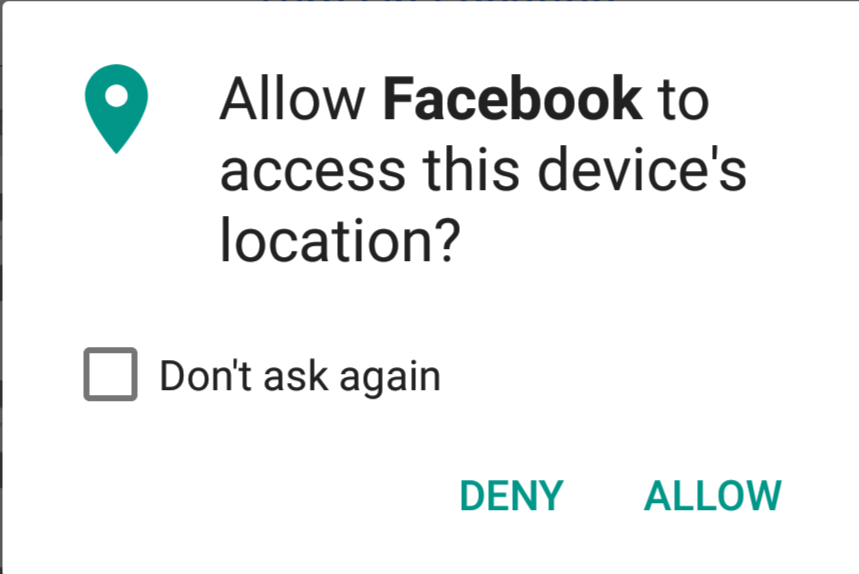 Allow Facebook to
access this device's
location?
Don't ask again
DENY ALLOW